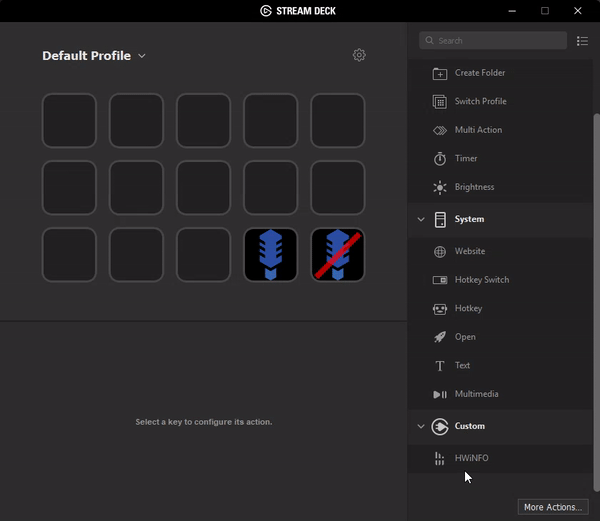 STREAM DECK
Default Profile
Search
Create Folder
Switch Profile
Multi Action
Timer
Brightness
System
Website
Hotkey Switch
Hotkey
Open
Text
Multimedia
Custom
HWiNFO
Select a key to configure its action.
More Actions...